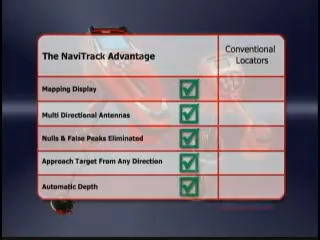 The NaviTrack Advantage
Conventional
Locators
Mapping Display
Multi Directional Antennas
Nulls & False Peaks Eliminated
Approach Target From Any Direction
Automatic Depth